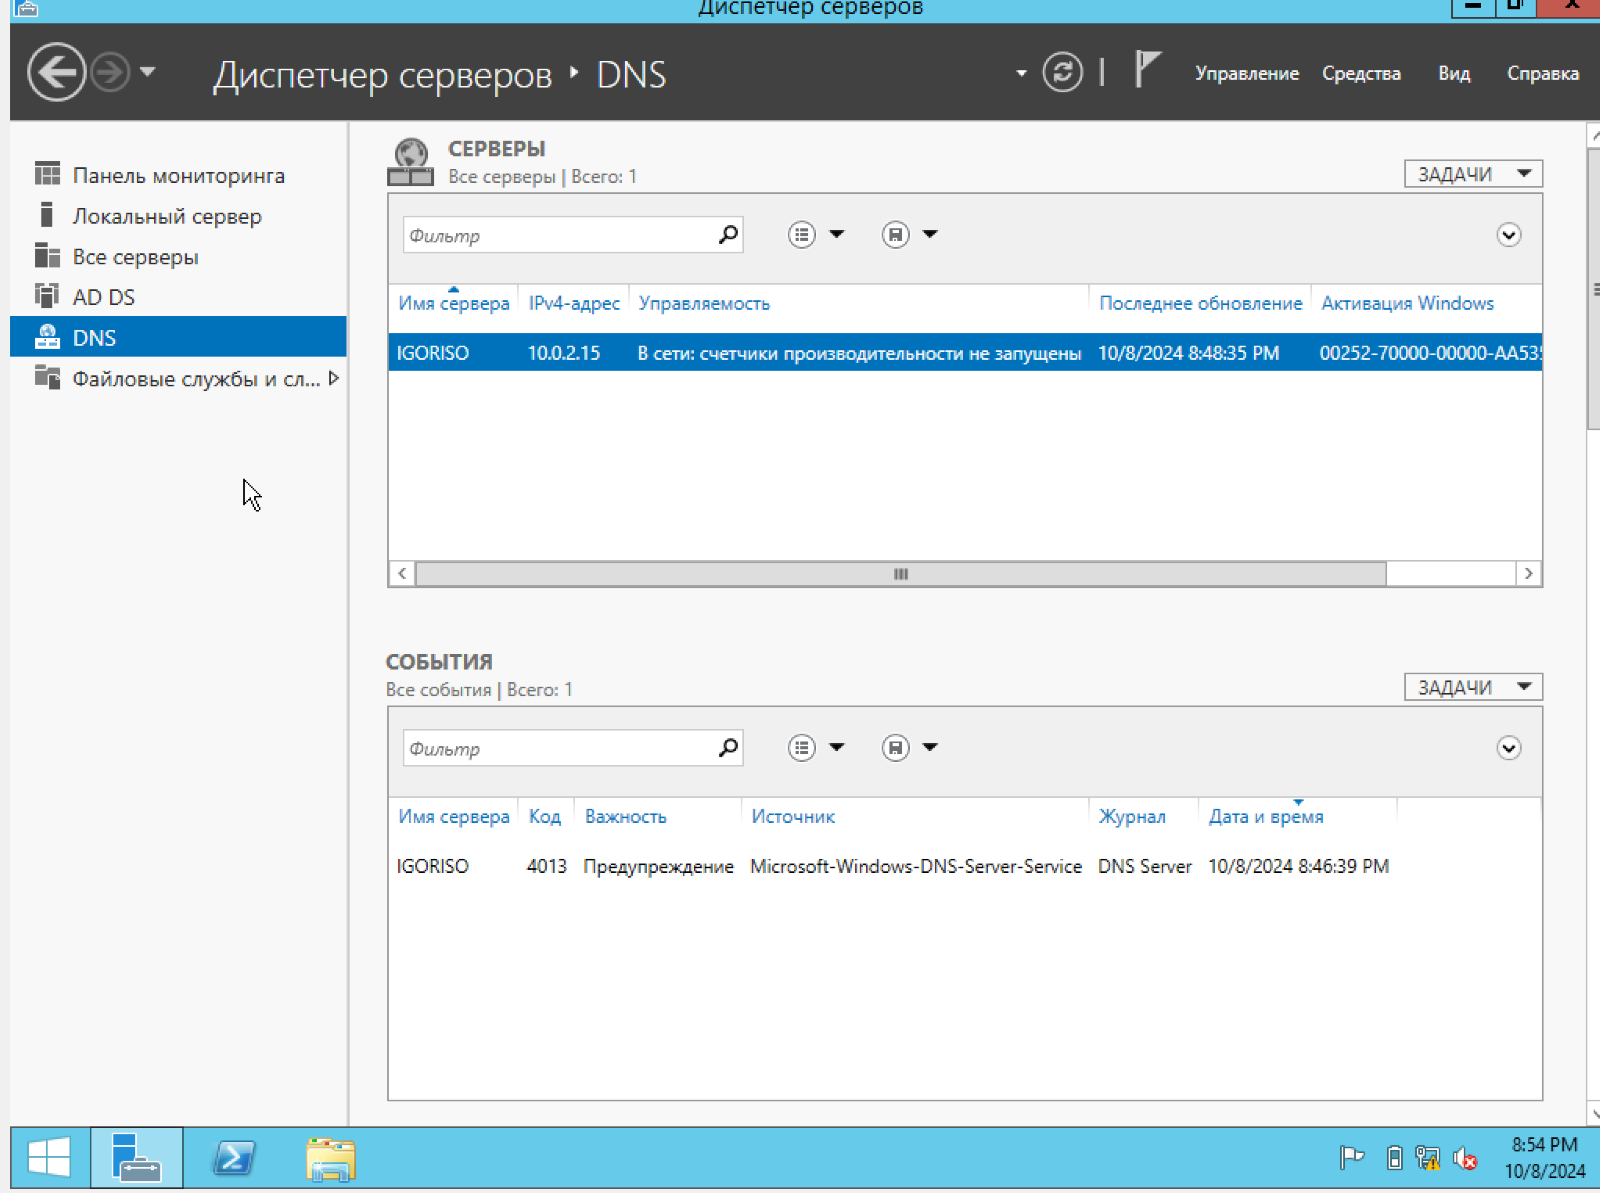 Диспетчер серверов
Диспетчер серверов DNS
Управление Средства Вид Справка
Панель мониторинга
Локальный сервер
Все серверы
AD DS
DNS
Файловые службы и сл...
СЕРВЕРЫ
Все серверы | Всего: 1
ЗАДАЧИ
Фильтр
Имя сервера IPv4-адрес Управляемость Последнее обновление Активация Windows
IGORISO 10.0.2.15 В сети: счетчики производительности не запущены 10/8/2024 8:48:35 PM 00252-70000-00000-AA535
СОБЫТИЯ
Все события | Всего: 1
ЗАДАЧИ
Фильтр
Имя сервера Код Важность Источник Журнал Дата и время
IGORISO 4013 Предупреждение Microsoft-Windows-DNS-Server-Service DNS Server 10/8/2024 8:46:39 PM
8:54 PM
10/8/2024